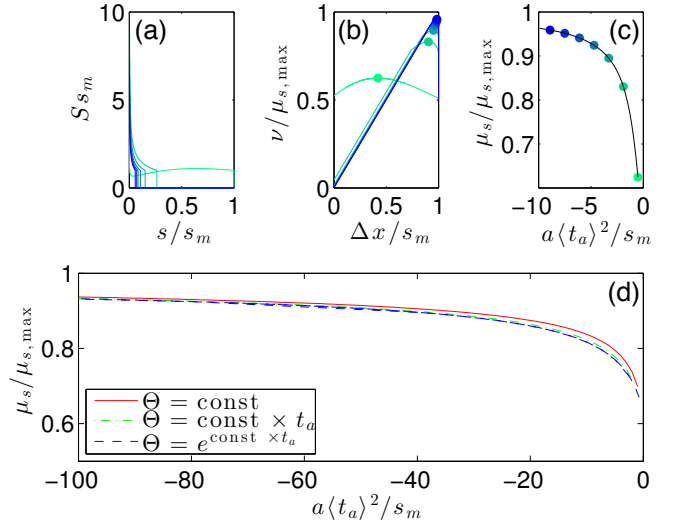 (a)
10
5
0
S s_m
0 0.5 1
s/s_m
(b)
1
0.5
0
ν/μ_{s,max}
0 0.5 1
Δx/s_m
(c)
1
0.9
0.8
0.7
μ_s/μ_{s,max}
−10 −5 0
a⟨t_a⟩²/s_m
(d)
1
0.8
0.6
μ_s/μ_{s,max}
Θ = const
Θ = const × t_a
Θ = e^{const × t_a}
−100 −80 −60 −40 −20 0
a⟨t_a⟩²/s_m